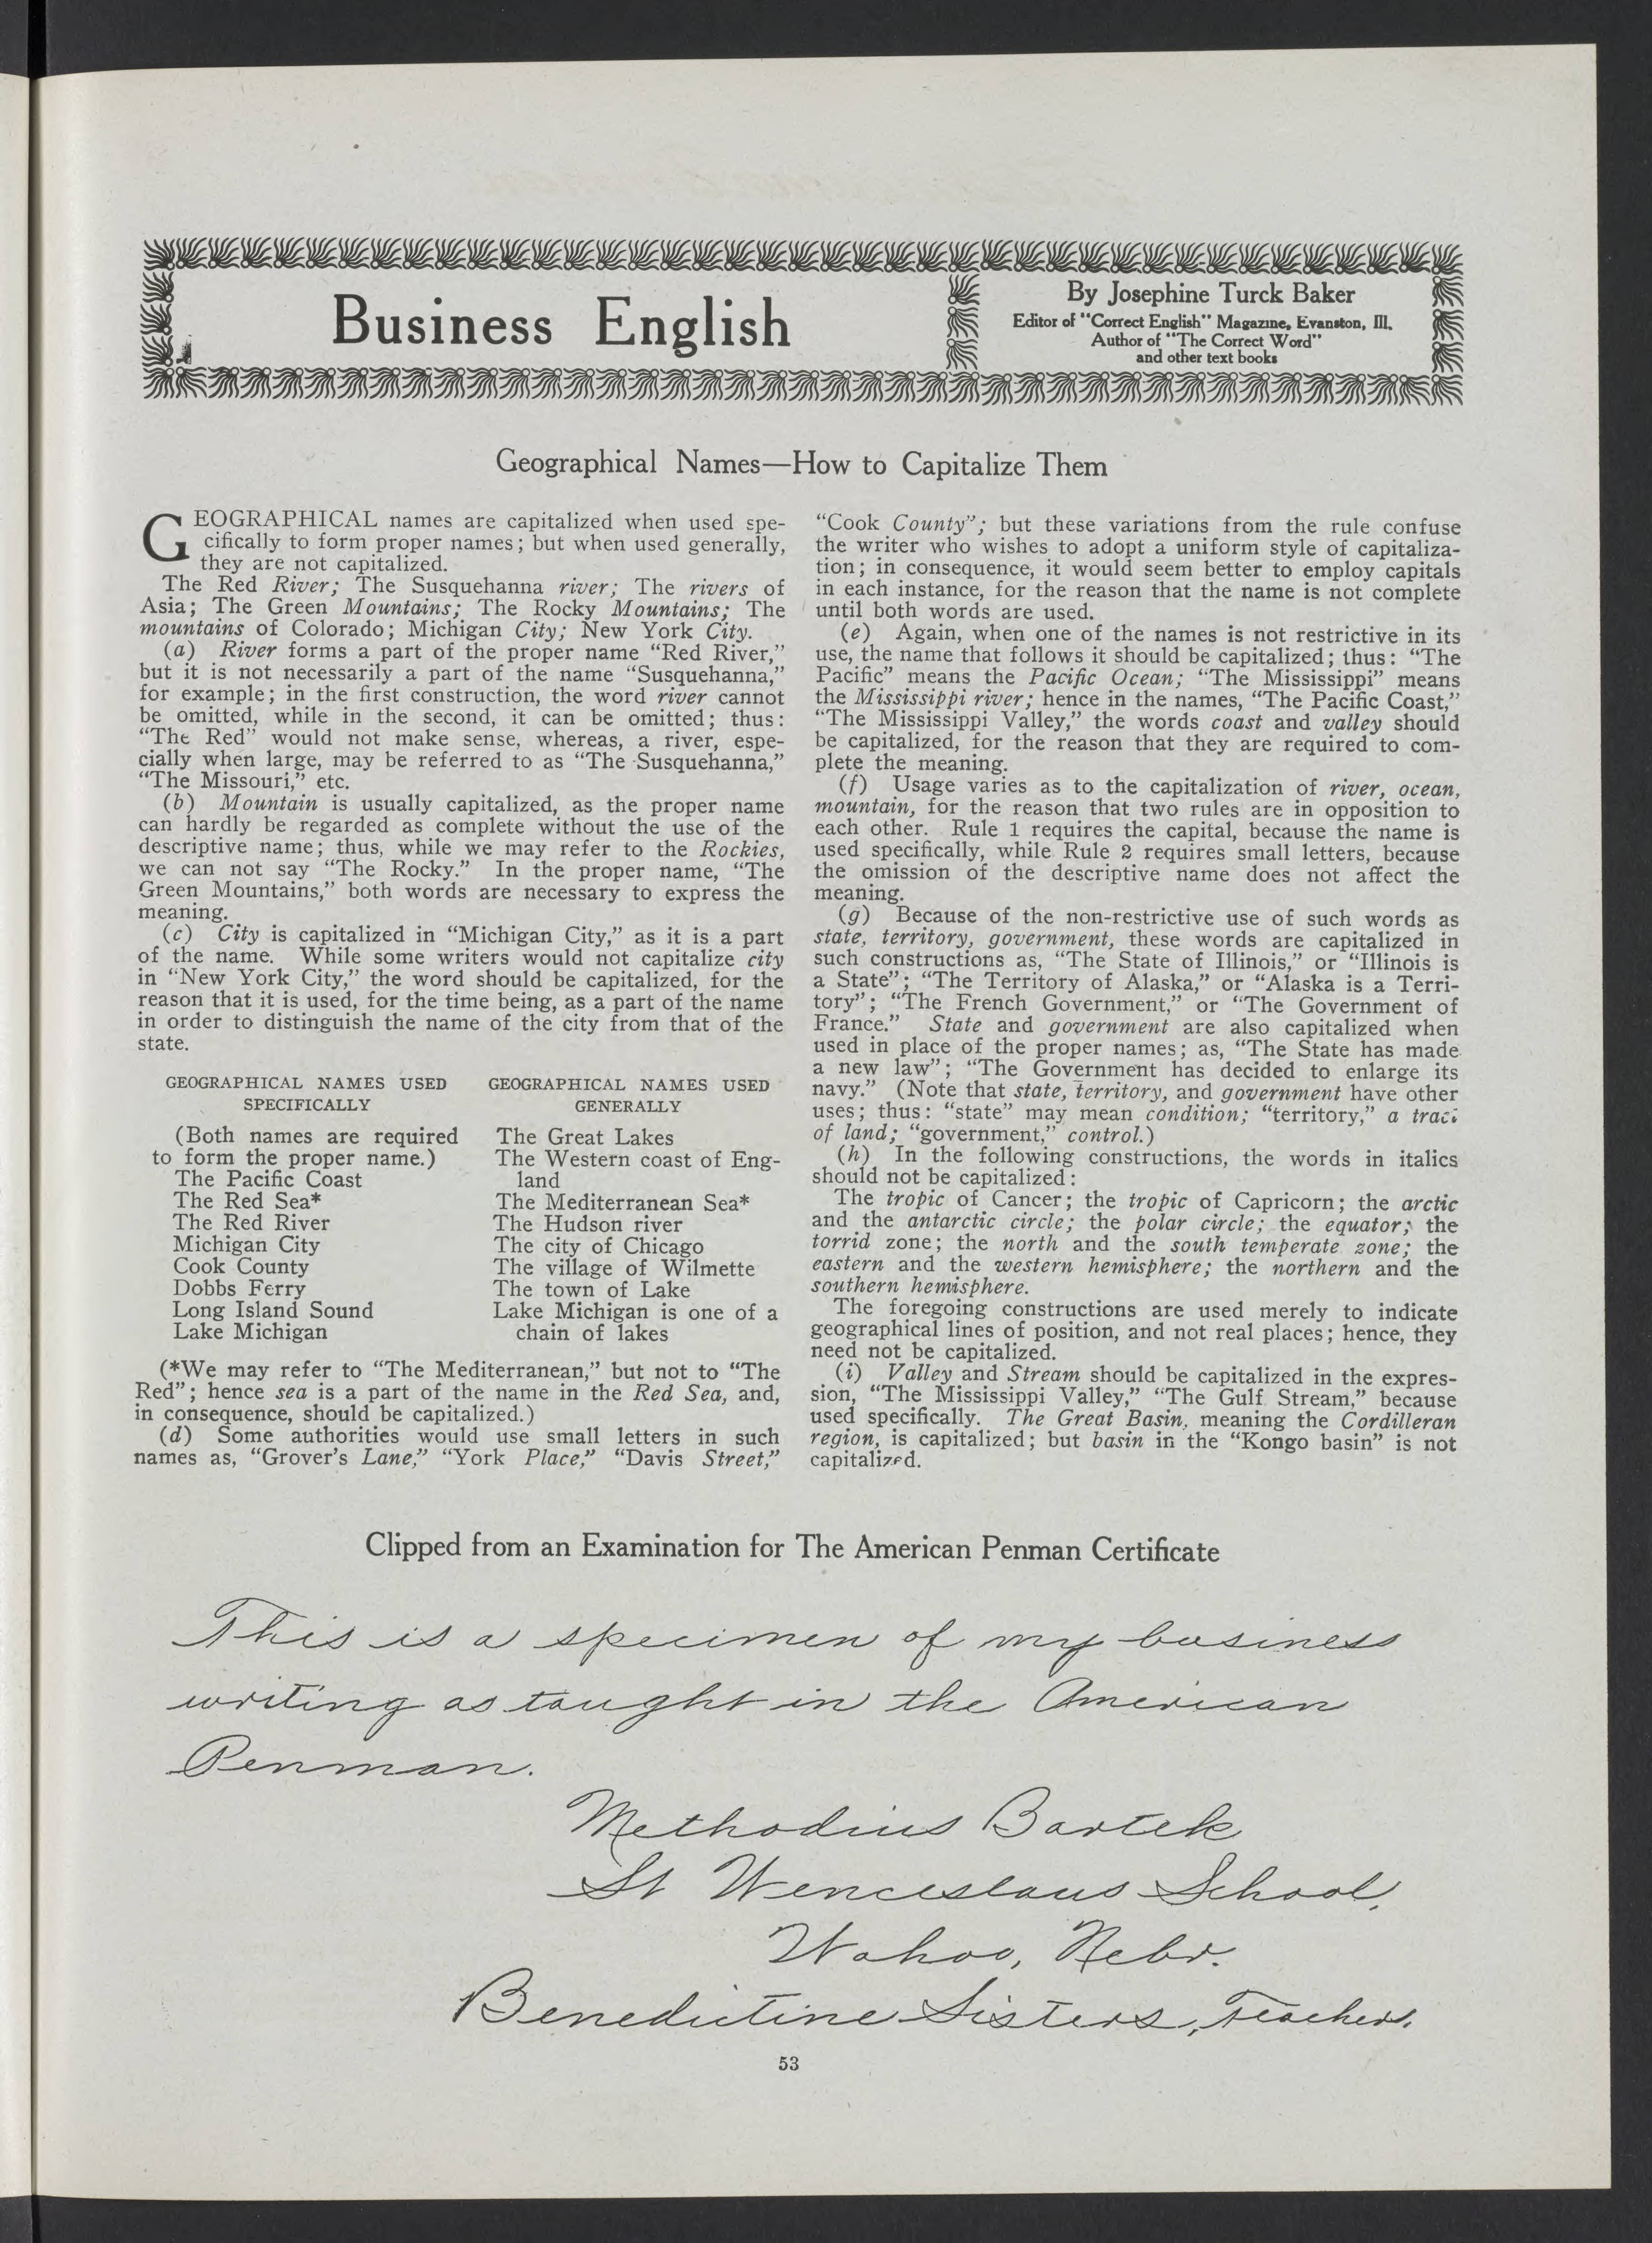 Business English
By Josephine Turck Baker
Editor of "Correct English" Magazine, Evanston, Ill.
Author of "The Correct Word"
and other text books
Geographical Names—How to Capitalize Them
GEOGRAPHICAL names are capitalized when used spe-
cifically to form proper names; but when used generally,
they are not capitalized.
The Red River; The Susquehanna river; The rivers of
Asia; The Green Mountains; The Rocky Mountains; The
mountains of Colorado; Michigan City; New York City.
(a) River forms a part of the proper name "Red River,"
but it is not necessarily a part of the name "Susquehanna,"
for example; in the first construction, the word river cannot
be omitted, while in the second, it can be omitted; thus:
"The Red" would not make sense, whereas, a river, espe-
cially when large, may be referred to as "The Susquehanna,"
"The Missouri," etc.
(b) Mountain is usually capitalized, as the proper name
can hardly be regarded as complete without the use of the
descriptive name; thus, while we may refer to the Rockies,
we can not say "The Rocky." In the proper name, "The
Green Mountains," both words are necessary to express the
meaning.
(c) City is capitalized in "Michigan City," as it is a part
of the name. While some writers would not capitalize city
in "New York City," the word should be capitalized, for the
reason that it is used, for the time being, as a part of the name
in order to distinguish the name of the city from that of the
state.
GEOGRAPHICAL NAMES USED
SPECIFICALLY
(Both names are required
to form the proper name.)
The Pacific Coast
The Red Sea*
The Red River
Michigan City
Cook County
Dobbs Ferry
Long Island Sound
Lake Michigan
GEOGRAPHICAL NAMES USED
GENERALLY
The Great Lakes
The Western coast of Eng-
land
The Mediterranean Sea*
The Hudson river
The city of Chicago
The village of Wilmette
The town of Lake
Lake Michigan is one of a
chain of lakes
(*We may refer to "The Mediterranean," but not to "The
Red"; hence sea is a part of the name in the Red Sea, and,
in consequence, should be capitalized.)
(d) Some authorities would use small letters in such
names as, "Grover's Lane," "York Place," "Davis Street,"
"Cook County"; but these variations from the rule confuse
the writer who wishes to adopt a uniform style of capitaliza-
tion; in consequence, it would seem better to employ capitals
in each instance, for the reason that the name is not complete
until both words are used.
(e) Again, when one of the names is not restrictive in its
use, the name that follows it should be capitalized; thus: "The
Pacific" means the Pacific Ocean; "The Mississippi" means
the Mississippi river; hence in the names, "The Pacific Coast,"
"The Mississippi Valley," the words coast and valley should
be capitalized, for the reason that they are required to com-
plete the meaning.
(f) Usage varies as to the capitalization of river, ocean,
mountain, for the reason that two rules are in opposition to
each other. Rule 1 requires the capital, because the name is
used specifically, while Rule 2 requires small letters, because
the omission of the descriptive name does not affect the
meaning.
(g) Because of the non-restrictive use of such words as
state, territory, government, these words are capitalized in
such constructions as, "The State of Illinois," or "Illinois is
a State"; "The Territory of Alaska," or "Alaska is a Terri-
tory"; "The French Government," or "The Government of
France." State and government are also capitalized when
used in place of the proper names; as, "The State has made
a new law"; "The Government has decided to enlarge its
navy." (Note that state, territory, and government have other
uses; thus: "state" may mean condition; "territory," a tract
of land; "government," control.)
(h) In the following constructions, the words in italics
should not be capitalized:
The tropic of Cancer; the tropic of Capricorn; the arctic
and the antarctic circle; the polar circle; the equator; the
torrid zone; the north and the south temperate zone; the
eastern and the western hemisphere; the northern and the
southern hemisphere.
The foregoing constructions are used merely to indicate
geographical lines of position, and not real places; hence, they
need not be capitalized.
(i) Valley and Stream should be capitalized in the expres-
sion, "The Mississippi Valley," "The Gulf Stream," because
used specifically. The Great Basin, meaning the Cordilleran
region, is capitalized; but basin in the "Kongo basin" is not
capitalized.
Clipped from an Examination for The American Penman Certificate
This is a specimen of my business
writing as taught in the American
Penman.
Methodius Bartek
St Wenceslaus School,
Wahoo, Nebr.
Benedictine Sisters, Teachers.
53